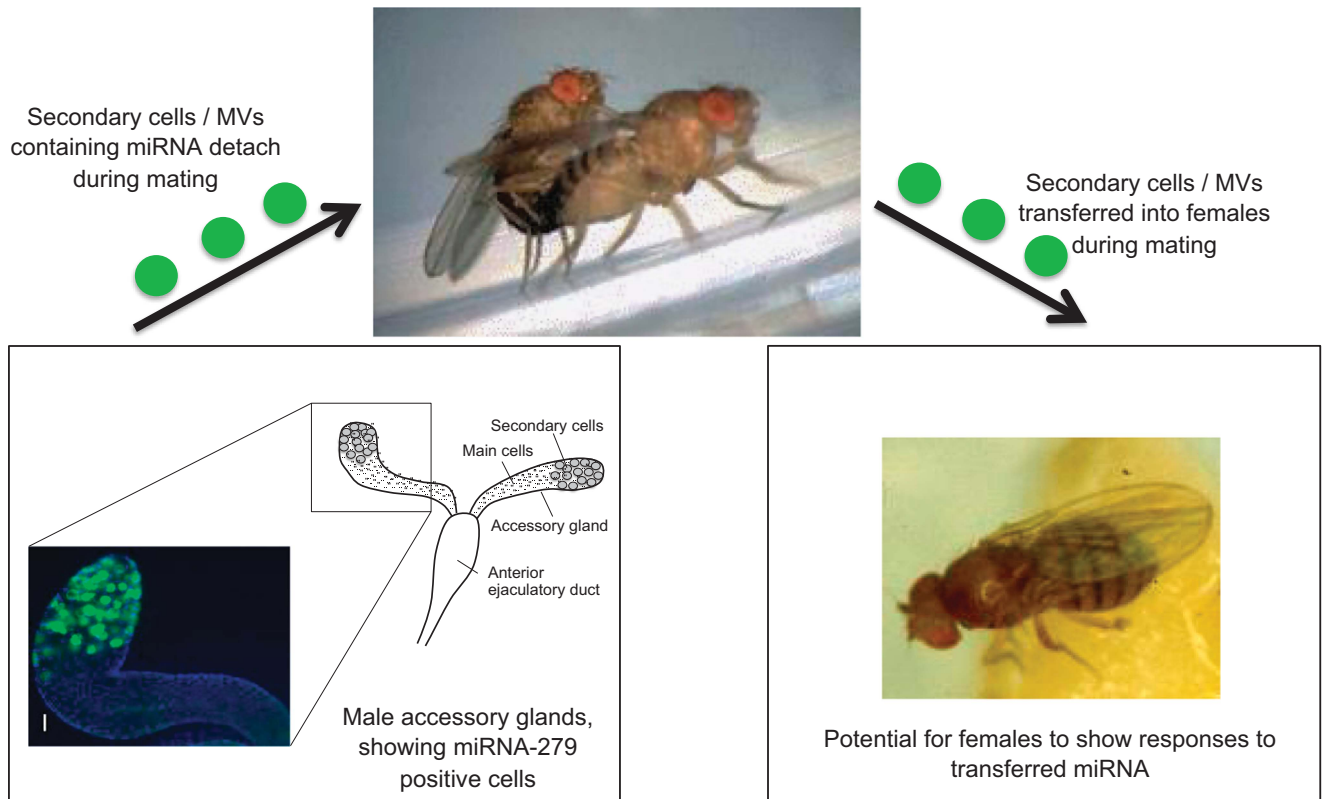 Secondary cells / MVs
containing miRNA detach
during mating
Secondary cells / MVs
transferred into females
during mating
Secondary cells
Main cells
Accessory gland
Anterior
ejaculatory duct
Male accessory glands,
showing miRNA-279
positive cells
Potential for females to show responses to
transferred miRNA